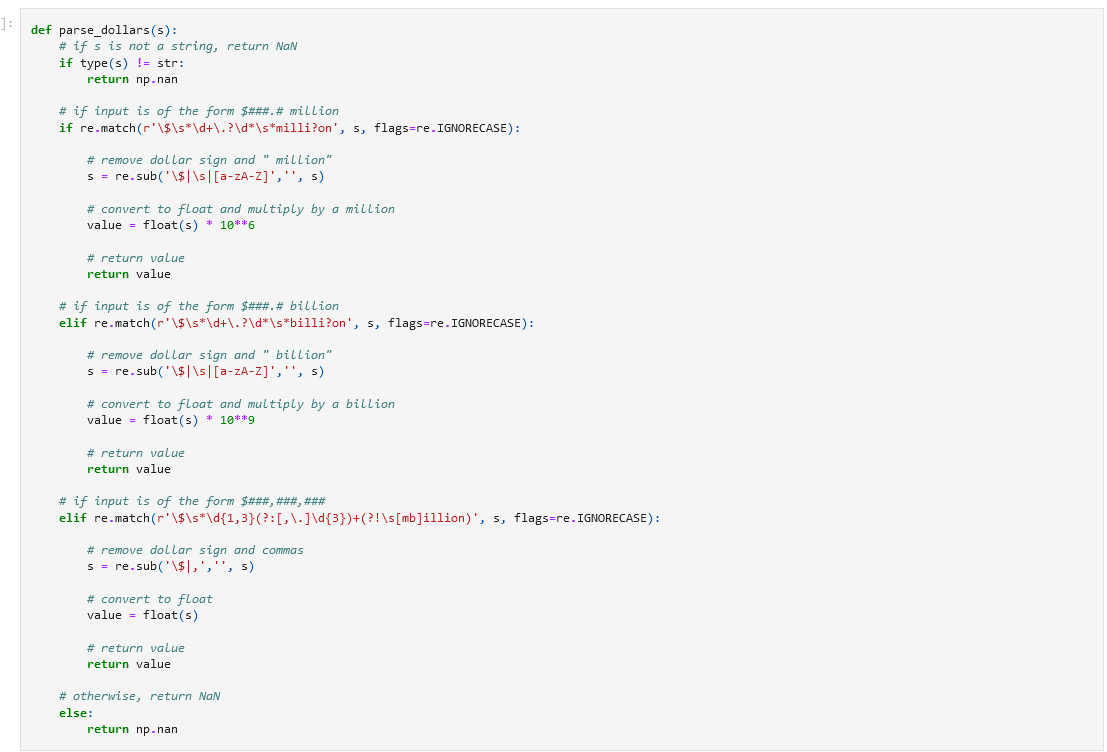 ]:
def parse_dollars(s):
    # if s is not a string, return NaN
    if type(s) != str:
        return np.nan

    # if input is of the form $###.# million
    if re.match(r'\$\s*\d+\.?\d*\s*milli?on', s, flags=re.IGNORECASE):

        # remove dollar sign and " million"
        s = re.sub('\$|\s|[a-zA-Z]','', s)

        # convert to float and multiply by a million
        value = float(s) * 10**6

        # return value
        return value

    # if input is of the form $###.# billion
    elif re.match(r'\$\s*\d+\.?\d*\s*billi?on', s, flags=re.IGNORECASE):

        # remove dollar sign and " billion"
        s = re.sub('\$|\s|[a-zA-Z]','', s)

        # convert to float and multiply by a billion
        value = float(s) * 10**9

        # return value
        return value

    # if input is of the form $###,###,###
    elif re.match(r'\$\s*\d{1,3}(?:[,\.]\d{3})+(?!\s[mb]illion)', s, flags=re.IGNORECASE):

        # remove dollar sign and commas
        s = re.sub('\$|,','', s)

        # convert to float
        value = float(s)

        # return value
        return value

    # otherwise, return NaN
    else:
        return np.nan